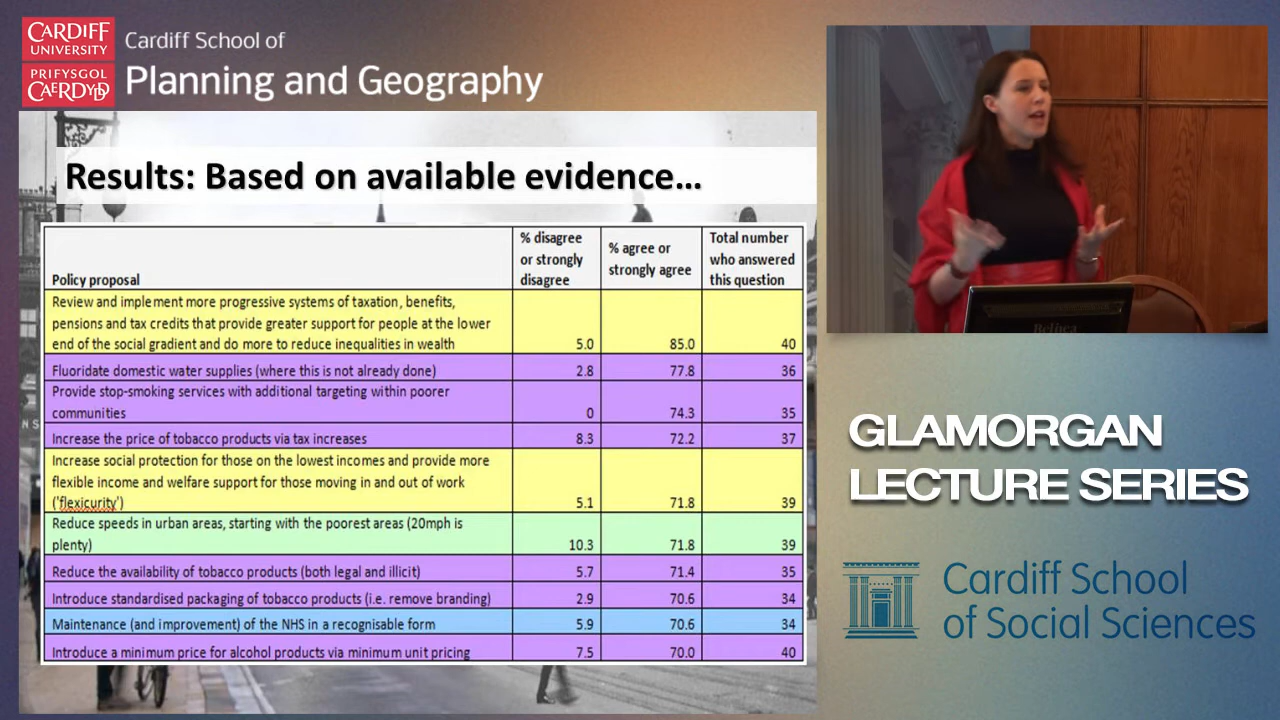 CARDIFF
UNIVERSITY
PRIFYSGOL
CAERDYDD
Cardiff School of
Planning and Geography
Results: Based on available evidence…
Policy proposal
% disagree
or strongly
disagree
% agree or
strongly agree
Total number
who answered
this question
Review and implement more progressive systems of taxation, benefits,
pensions and tax credits that provide greater support for people at the lower
end of the social gradient and do more to reduce inequalities in wealth 5.0 85.0 40
Fluoridate domestic water supplies (where this is not already done) 2.8 77.8 36
Provide stop-smoking services with additional targeting within poorer
communities 0 74.3 35
Increase the price of tobacco products via tax increases 8.3 72.2 37
Increase social protection for those on the lowest incomes and provide more
flexible income and welfare support for those moving in and out of work
('flexicurity') 5.1 71.8 39
Reduce speeds in urban areas, starting with the poorest areas (20mph is
plenty) 10.3 71.8 39
Reduce the availability of tobacco products (both legal and illicit) 5.7 71.4 35
Introduce standardised packaging of tobacco products (i.e. remove branding) 2.9 70.6 34
Maintenance (and improvement) of the NHS in a recognisable form 5.9 70.6 34
Introduce a minimum price for alcohol products via minimum unit pricing 7.5 70.0 40
Belinea
GLAMORGAN
LECTURE SERIES
Cardiff School
of Social Sciences